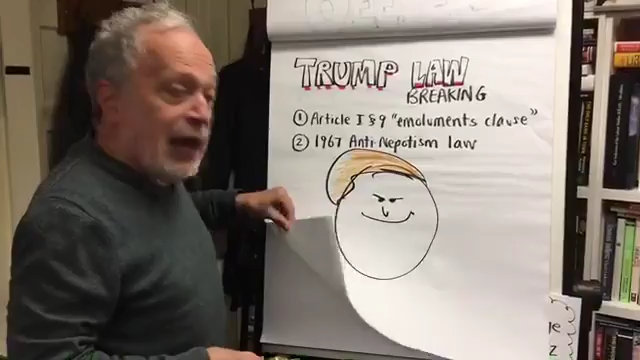 TRUMP LAW
BREAKING
① Article I § 9 "emoluments clause"
② 1967 Anti-Nepotism law